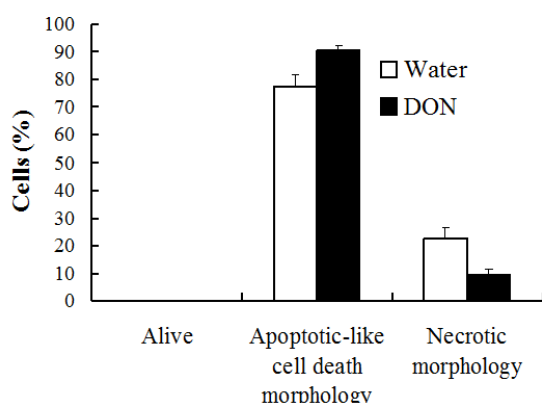 100
90
80
70
60
50
40
30
20
10
0
Cells (%)
Water
DON
Alive
Apoptotic-like
cell death
morphology
Necrotic
morphology